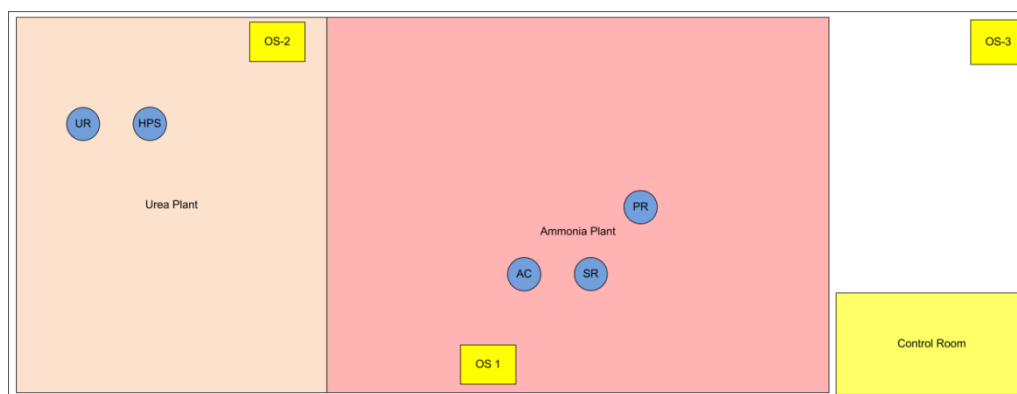 OS-2
OS-3
UR
HPS
Urea Plant
PR
Ammonia Plant
AC
SR
OS 1
Control Room